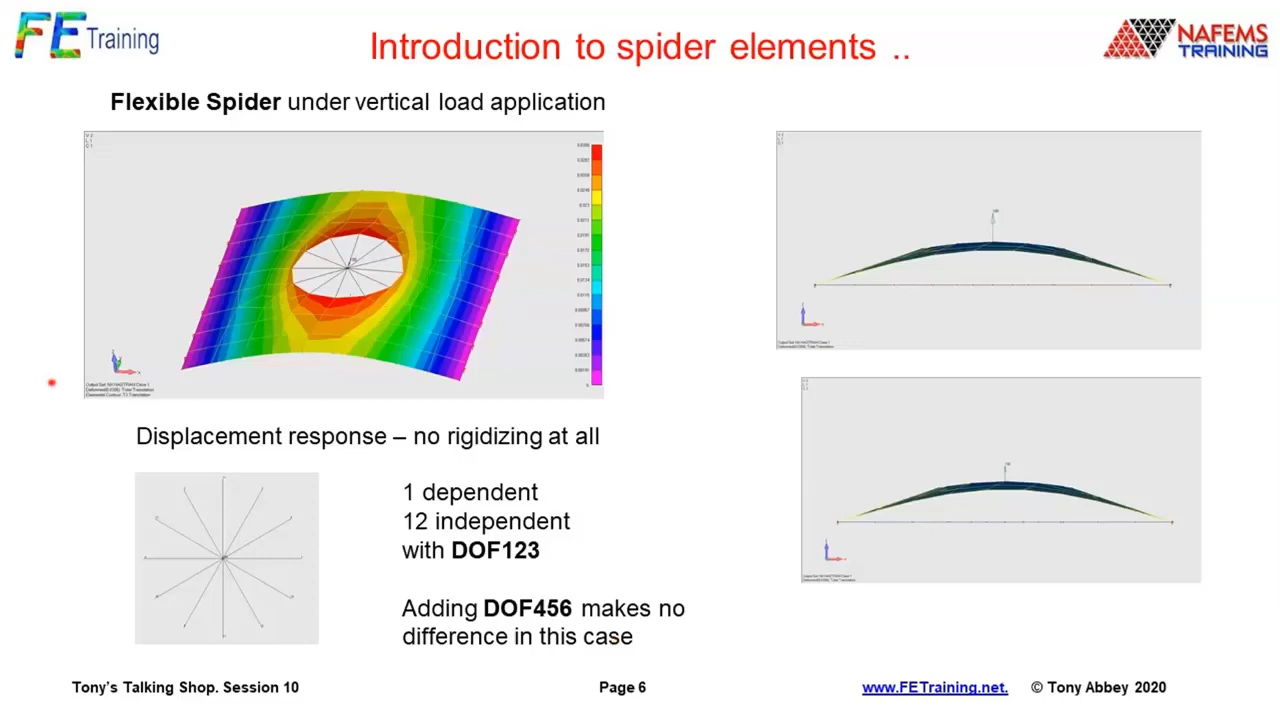 FE Training
Introduction to spider elements ..
NAFEMS
TRAINING
Flexible Spider under vertical load application
Displacement response – no rigidizing at all
1 dependent
12 independent
with DOF123
Adding DOF456 makes no
difference in this case
Tony's Talking Shop. Session 10
Page 6
www.FETraining.net.
© Tony Abbey 2020